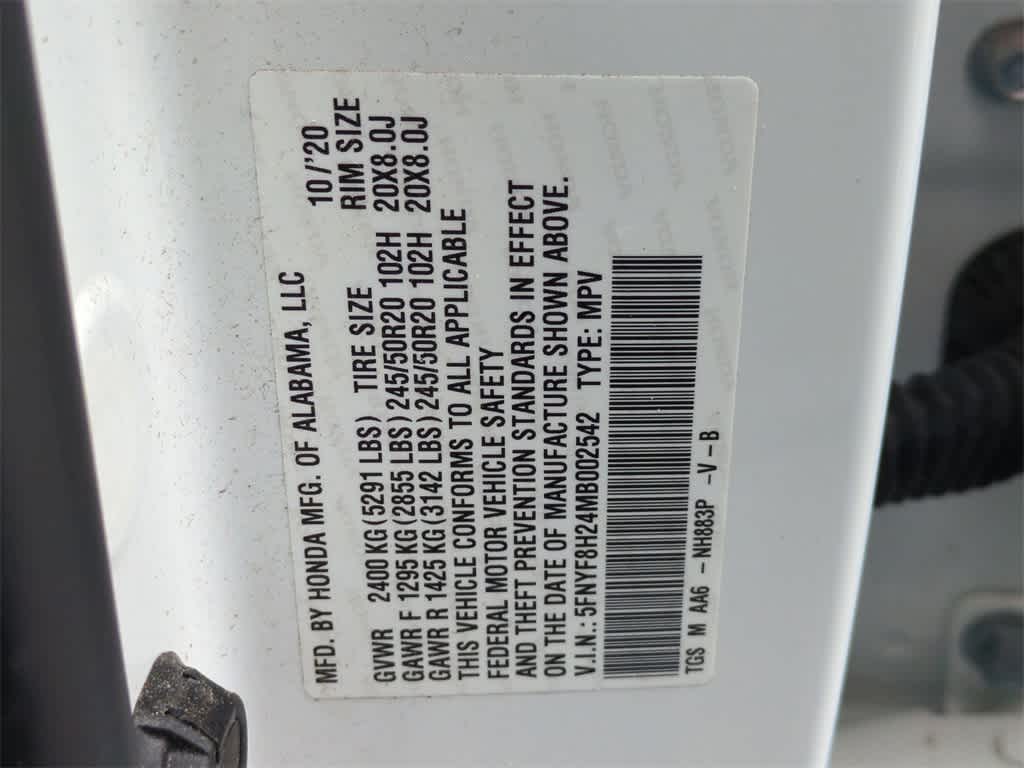 MFD. BY HONDA MFG. OF ALABAMA, LLC 10/'20
GVWR 2400 KG(5291 LBS) TIRE SIZE RIM SIZE
GAWR F 1295 KG(2855 LBS)245/50R20 102H 20X8.0J
GAWR R 1425 KG(3142 LBS)245/50R20 102H 20X8.0J
THIS VEHICLE CONFORMS TO ALL APPLICABLE
FEDERAL MOTOR VEHICLE SAFETY
AND THEFT PREVENTION STANDARDS IN EFFECT
ON THE DATE OF MANUFACTURE SHOWN ABOVE.
V.I.N.: 5FNYF8H24MB002542 TYPE: MPV
TGS M AA6 -NH883P -V-B